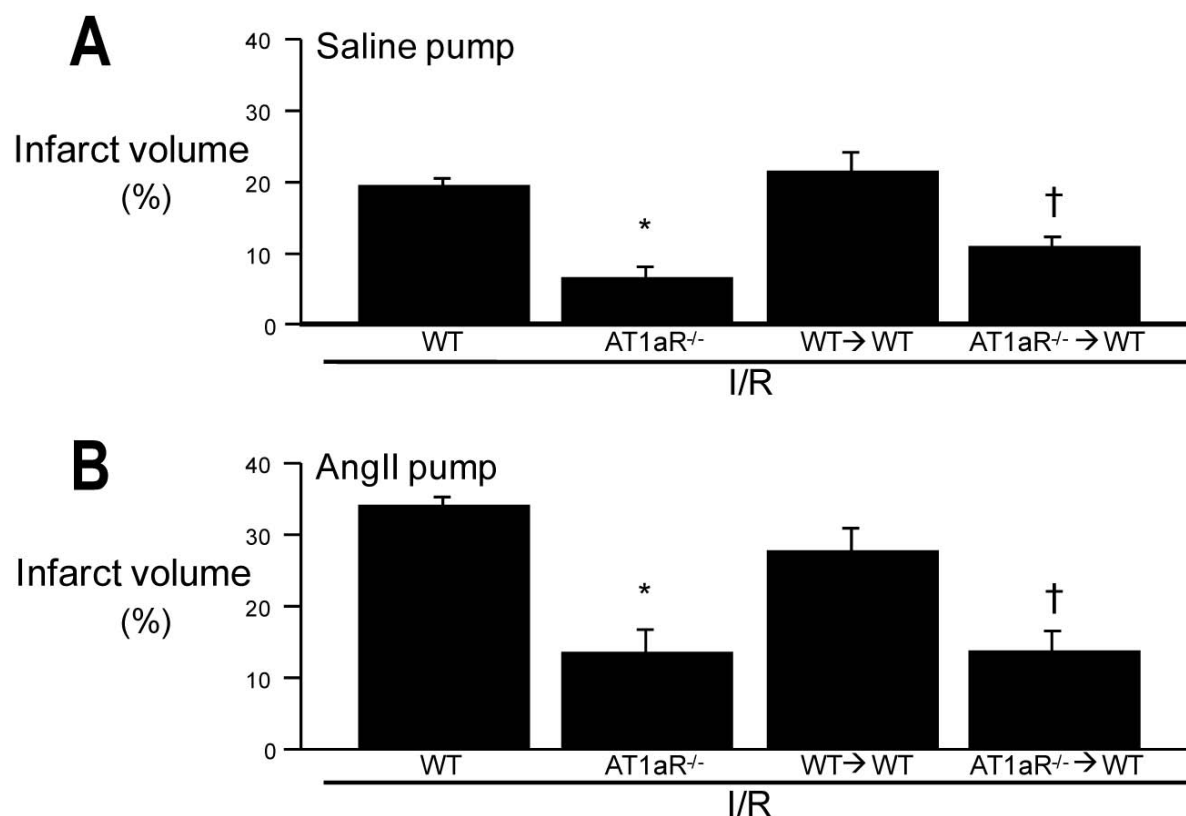 A
Saline pump
Infarct volume
(%)
40
30
20
10
0
*
†
WT
AT1aR-/-
WT→ WT
AT1aR-/- → WT
I/R
B
AngII pump
Infarct volume
(%)
40
30
20
10
0
*
†
WT
AT1aR-/-
WT→ WT
AT1aR-/- → WT
I/R